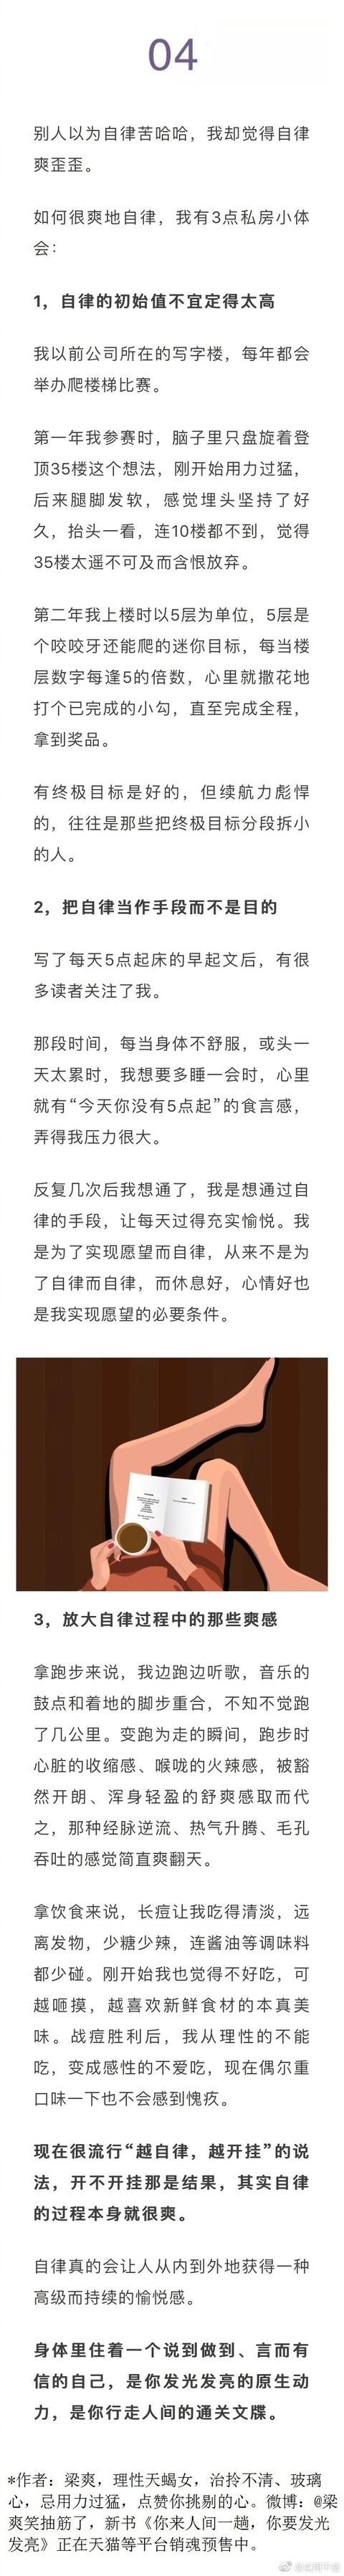 04
别人以为自律苦哈哈，我却觉得自律
爽歪歪。
如何很爽地自律，我有3点私房小体
会：
1，自律的初始值不宜定得太高
我以前公司所在的写字楼，每年都会
举办爬楼梯比赛。
第一年我参赛时，脑子里只盘旋着登
顶35楼这个想法，刚开始用力过猛，
后来腿脚发软，感觉埋头坚持了好
久，抬头一看，连10楼都不到，觉得
35楼太遥不可及而含恨放弃。
第二年我上楼时以5层为单位，5层是
个咬咬牙还能爬的迷你目标，每当楼
层数字每逢5的倍数，心里就撒花地
打个已完成的小勾，直至完成全程，
拿到奖品。
有终极目标是好的，但续航力彪悍
的，往往是那些把终极目标分段拆小
的人。
2，把自律当作手段而不是目的
写了每天5点起床的早起文后，有很
多读者关注了我。
那段时间，每当身体不舒服，或头一
天太累时，我想要多睡一会时，心里
就有“今天你没有5点起”的食言感，
弄得我压力很大。
反复几次后我想通了，我是想通过自
律的手段，让每天过得充实愉悦。我
是为了实现愿望而自律，从来不是为
了自律而自律，而休息好，心情好也
是我实现愿望的必要条件。
3，放大自律过程中的那些爽感
拿跑步来说，我边跑边听歌，音乐的
鼓点和着地的脚步重合，不知不觉跑
了几公里。变跑为走的瞬间，跑步时
心脏的收缩感、喉咙的火辣感，被豁
然开朗、浑身轻盈的舒爽感取而代
之，那种经脉逆流、热气升腾、毛孔
吞吐的感觉简直爽翻天。
拿饮食来说，长痘让我吃得清淡，远
离发物，少糖少辣，连酱油等调味料
都少碰。刚开始我也觉得不好吃，可
越咂摸，越喜欢新鲜食材的本真美
味。战痘胜利后，我从理性的不能
吃，变成感性的不爱吃，现在偶尔重
口味一下也不会感到愧疚。
现在很流行“越自律，越开挂”的说
法，开不开挂那是结果，其实自律
的过程本身就很爽。
自律真的会让人从内到外地获得一种
高级而持续的愉悦感。
身体里住着一个说到做到、言而有
信的自己，是你发光发亮的原生动
力，是你行走人间的通关文牒。
*作者：梁爽，理性天蝎女，治拎不清、玻璃
心，忌用力过猛，点赞你挑剔的心。微博：@梁
爽笑抽筋了，新书《你来人间一趟，你要发光
发亮》正在天猫等平台销魂预售中。